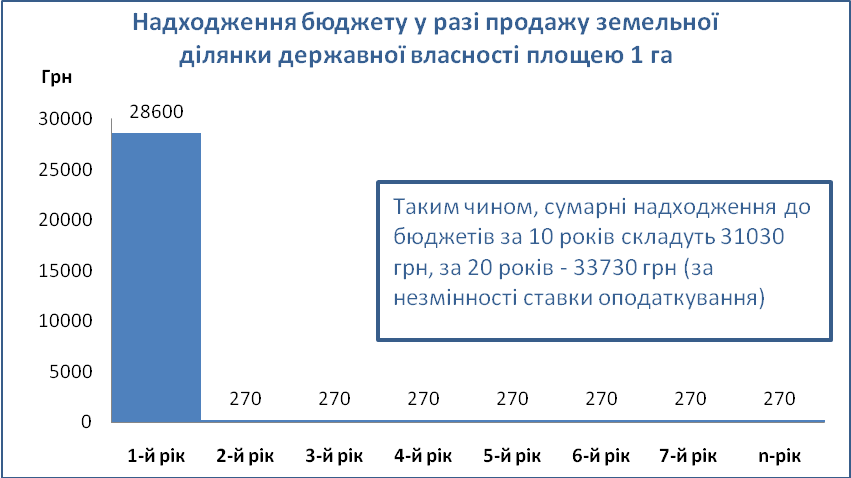 Надходження бюджету у разі продажу земельної
ділянки державної власності площею 1 га
Грн
30000
25000
20000
15000
10000
5000
0
28600
270
270
270
270
270
270
270
Таким чином, сумарні надходження до
бюджетів за 10 років складуть 31030
грн, за 20 років - 33730 грн (за
незмінності ставки оподаткування)
1-й рік
2-й рік
3-й рік
4-й рік
5-й рік
6-й рік
7-й рік
n-рік